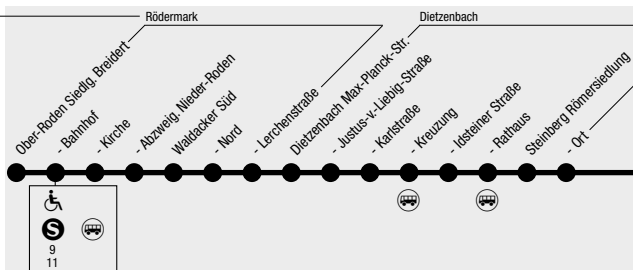 Rödermark
Dietzenbach
Ober-Roden Siedlg. Breidert
- Bahnhof
- Kirche
- Abzweig. Nieder-Roden
Waldacker Süd
- Nord
- Lerchenstraße
Dietzenbach Max-Planck-Str.
- Justus-v-Liebig-Straße
- Karlstraße
- Kreuzung
- Idsteiner Straße
- Rathaus
Steinberg Römersiedlung
- Ort
S
9
11